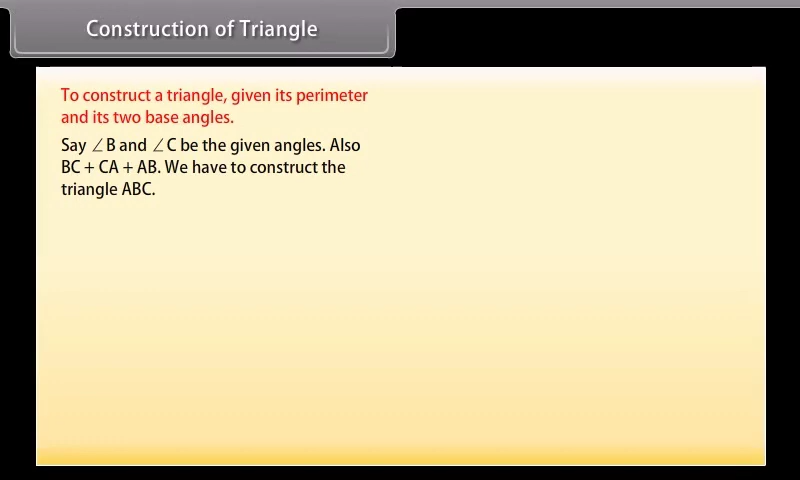 Construction of Triangle
To construct a triangle, given its perimeter
and its two base angles.
Say ∠B and ∠C be the given angles. Also
BC + CA + AB. We have to construct the
triangle ABC.